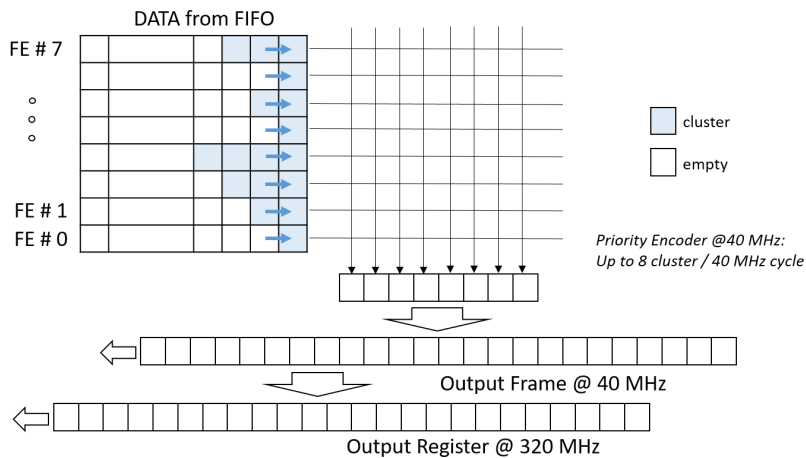 DATA from FIFO
FE # 7
FE # 1
FE # 0
cluster
empty
Priority Encoder @40 MHz:
Up to 8 cluster / 40 MHz cycle
Output Frame @ 40 MHz
Output Register @ 320 MHz